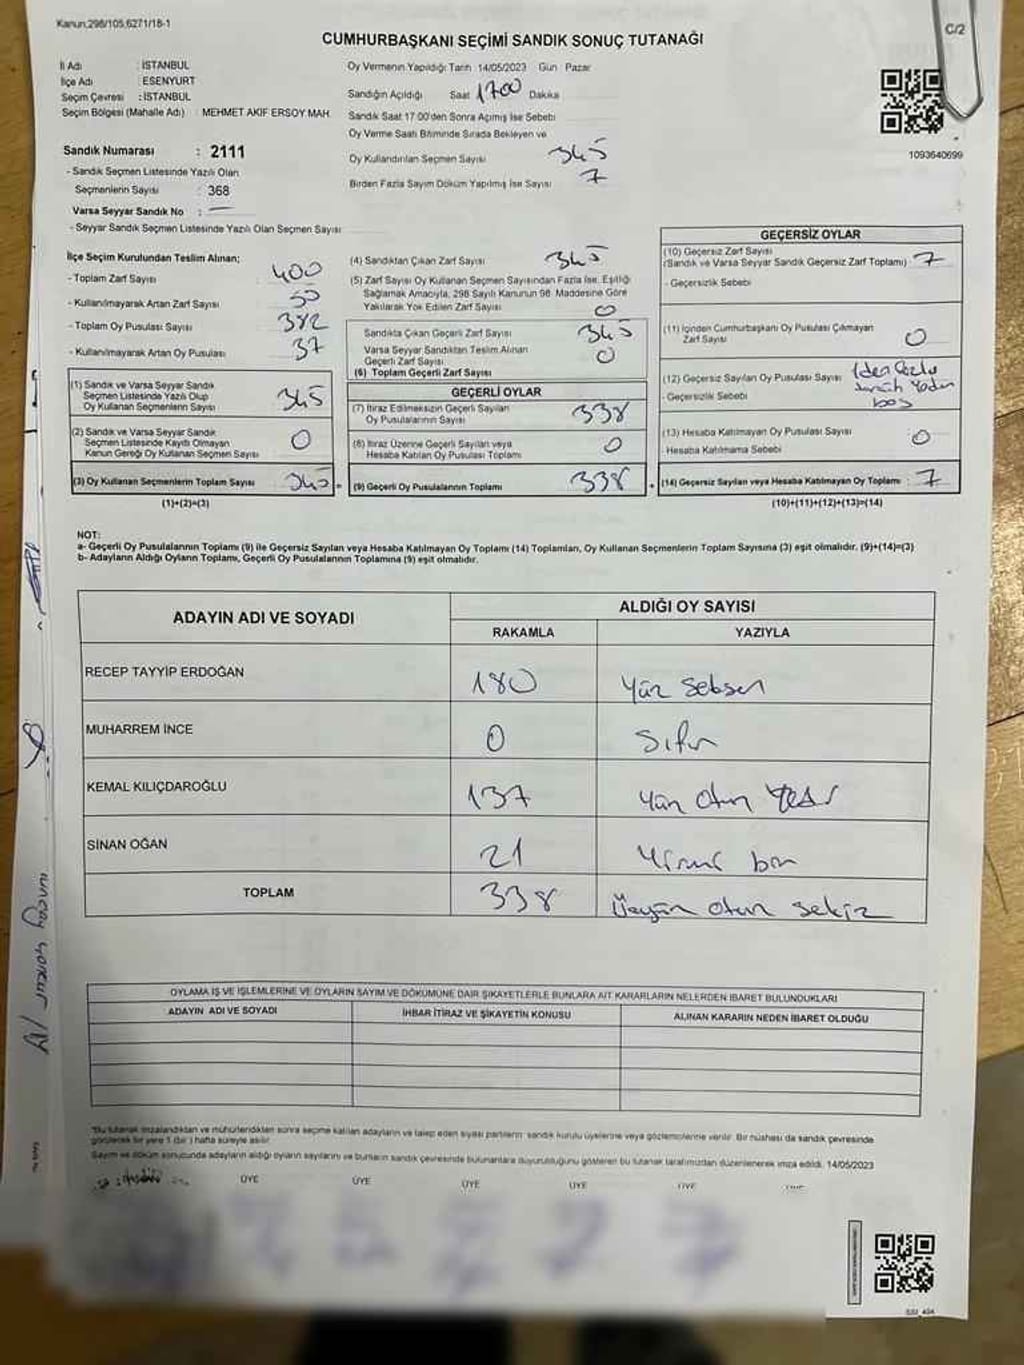 Kanun;298/105,6271/18-1
C/2
CUMHURBAŞKANI SEÇİMİ SANDIK SONUÇ TUTANAĞI
İl Adı : İSTANBUL
İlçe Adı : ESENYURT
Seçim Çevresi : İSTANBUL
Seçim Bölgesi (Mahalle Adı) : MEHMET AKİF ERSOY MAH.
Sandık Numarası : 2111
- Sandık Seçmen Listesinde Yazılı Olan
Seçmenlerin Sayısı : 368
Varsa Seyyar Sandık No : —
- Seyyar Sandık Seçmen Listesinde Yazılı Olan Seçmen Sayısı
Oy Vermenin Yapıldığı Tarih 14/05/2023 Gün Pazar
Sandığın Açıldığı Saat 1700 Dakika
Sandık Saat 17:00'den Sonra Açımış İse Sebebi
Oy Verme Saati Bitiminde Sırada Bekleyen ve
Oy Kullandırılan Seçmen Sayısı 345
Birden Fazla Sayım Döküm Yapılmış İse Sayısı 7
1093640699
İlçe Seçim Kurulundan Teslim Alınan;
- Toplam Zarf Sayısı 400
- Kullanılmayarak Artan Zarf Sayısı
- Toplam Oy Pusulası Sayısı 382
- Kullanılmayarak Artan Oy Pusulası 37
(1) Sandık ve Varsa Seyyar Sandık
Seçmen Listesinde Yazılı Olup
Oy Kullanan Seçmenlerin Sayısı 345
(2) Sandık ve Varsa Seyyar Sandık
Seçmen Listesinde Kayıtlı Olmayan
Kanun Gereği Oy Kullanan Seçmen Sayısı 0
(3) Oy Kullanan Seçmenlerin Toplam Sayısı 345
(1)+(2)=(3)
(4) Sandıktan Çıkan Zarf Sayısı 345
(5) Zarf Sayısı Oy Kullanan Seçmen Sayısından Fazla İse, Eşitliği
Sağlamak Amacıyla, 298 Sayılı Kanunun 98. Maddesine Göre
Yakılarak Yok Edilen Zarf Sayısı 0
Sandıkta Çıkan Geçerli Zarf Sayısı 345
Varsa Seyyar Sandıktan Teslim Alınan
Geçerli Zarf Sayısı 0
(6) Toplam Geçerli Zarf Sayısı
GEÇERLİ OYLAR
(7) İtiraz Edilmeksizin Geçerli Sayılan
Oy Pusulalarının Sayısı 338
(8) İtiraz Üzerine Geçerli Sayılan veya
Hesaba Katılan Oy Pusulası Toplamı 0
(9) Geçerli Oy Pusulalarının Toplamı 338
GEÇERSİZ OYLAR
(10) Geçersiz Zarf Sayısı
(Sandık ve Varsa Seyyar Sandık Geçersiz Zarf Toplamı) 7
- Geçersizlik Sebebi
(11) İçinden Cumhurbaşkanı Oy Pusulası Çıkmayan
Zarf Sayısı 0
(12) Geçersiz Sayılan Oy Pusulası Sayısı
- Geçersizlik Sebebi boş
(13) Hesaba Katılmayan Oy Pusulası Sayısı 0
- Hesaba Katılmama Sebebi
(14) Geçersiz Sayılan veya Hesaba Katılmayan Oy Toplamı : 7
(10)+(11)+(12)+(13)=(14)
NOT:
a- Geçerli Oy Pusulalarının Toplamı (9) ile Geçersiz Sayılan veya Hesaba Katılmayan Oy Toplamı (14) Toplamları, Oy Kullanan Seçmenlerin Toplam Sayısına (3) eşit olmalıdır. (9)+(14)=(3)
b- Adayların Aldığı Oyların Toplamı, Geçerli Oy Pusulalarının Toplamına (9) eşit olmalıdır.
ADAYIN ADI VE SOYADI
ALDIĞI OY SAYISI
RAKAMLA YAZIYLA
RECEP TAYYİP ERDOĞAN 180 Yüz Seksen
MUHARREM İNCE 0 Sıfır
KEMAL KILIÇDAROĞLU 137 Yüz Otuz Yedi
SİNAN OĞAN 21 Yirmi bir
TOPLAM 338 Üçyüz otuz sekiz
OYLAMA İŞ VE İŞLEMLERİNE VE OYLARIN SAYIM VE DÖKÜMÜNE DAİR ŞİKAYETLERLE BUNLARA AİT KARARLARIN NELERDEN İBARET BULUNDUKLARI
ADAYIN ADI VE SOYADI İHBAR İTİRAZ VE ŞİKAYETİN KONUSU ALINAN KARARIN NEDEN İBARET OLDUĞU
"Bu tutanak imzalandıktan ve mühürlendikten sonra seçime katılan adayların ve talep eden siyasi partilerin sandık kurulu üyelerine veya gözlemcilerine verilir. Bir nüshası da sandık çevresinde
görülecek bir yere 1 (bir) hafta süreyle asılır.
Sayım ve döküm sonucunda adayların aldığı oyların sayılarını ve bunların sandık çevresinde bulunanlara duyurulduğunu gösteren bu tutanak tarafımızdan düzenlenerek imza edildi. 14/05/2023
ÜYE ÜYE ÜYE ÜYE ÜYE